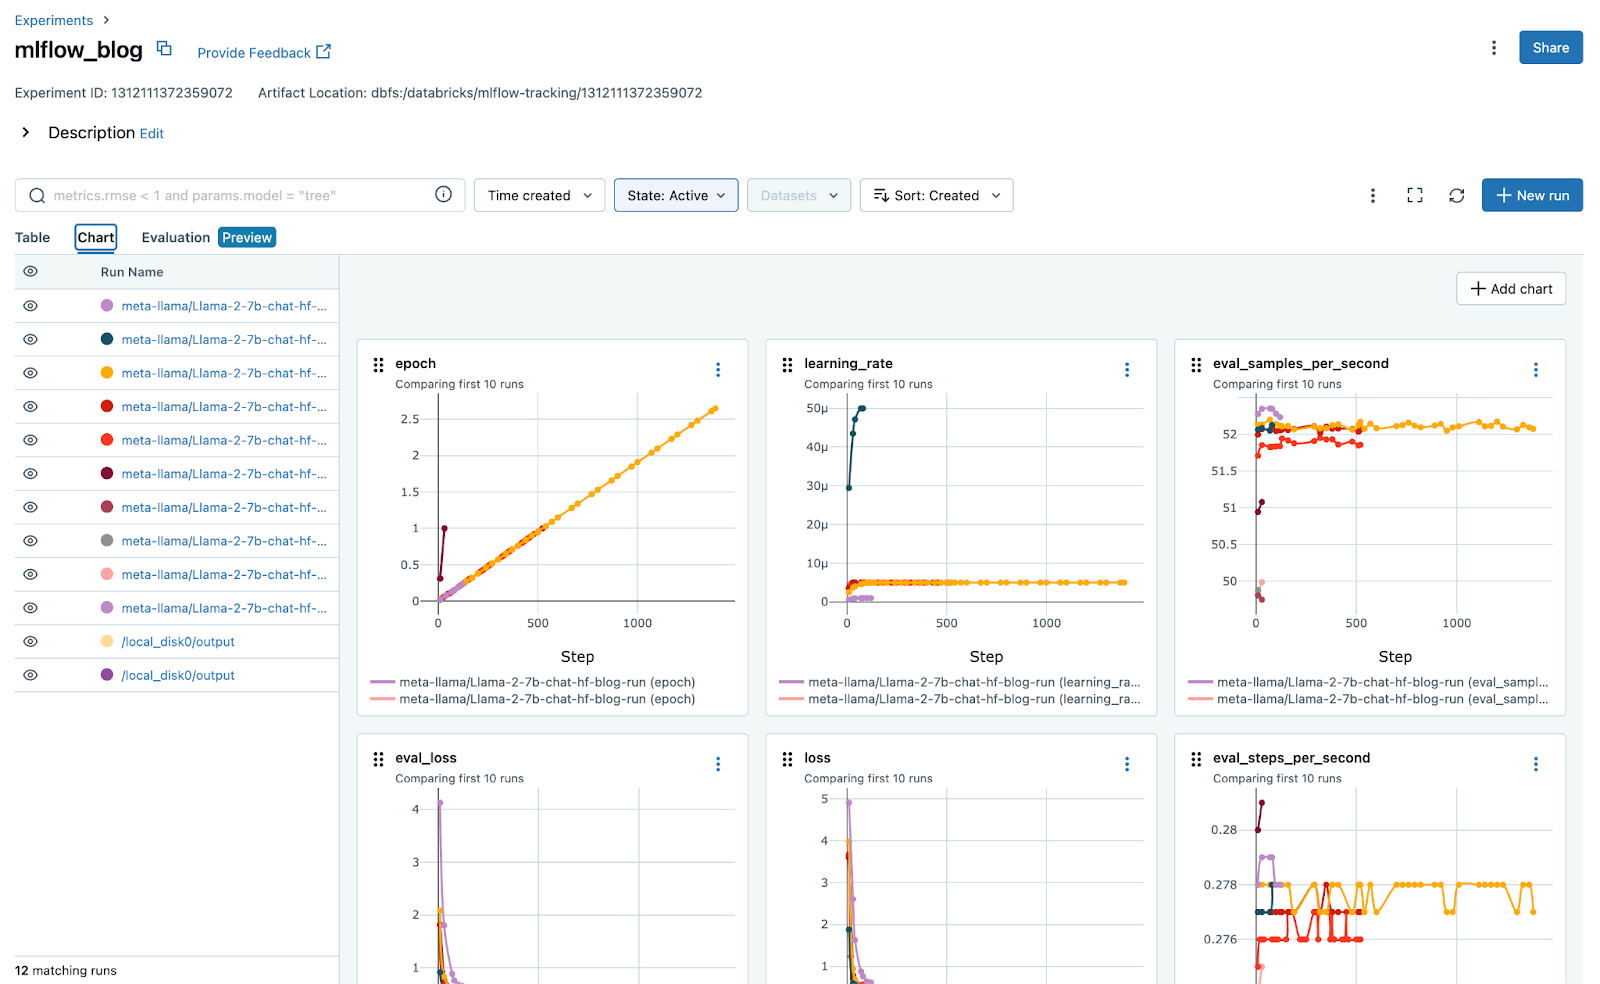 Experiments
mlflow_blog Provide Feedback
Share
Experiment ID: 1312111372359072 Artifact Location: dbfs:/databricks/mlflow-tracking/1312111372359072
Description Edit
metrics.rmse < 1 and params.model = "tree"
Time created State: Active Datasets Sort: Created
New run
Table Chart Evaluation Preview
Run Name
Add chart
meta-llama/Llama-2-7b-chat-hf-...
meta-llama/Llama-2-7b-chat-hf-...
meta-llama/Llama-2-7b-chat-hf-...
meta-llama/Llama-2-7b-chat-hf-...
meta-llama/Llama-2-7b-chat-hf-...
meta-llama/Llama-2-7b-chat-hf-...
meta-llama/Llama-2-7b-chat-hf-...
meta-llama/Llama-2-7b-chat-hf-...
meta-llama/Llama-2-7b-chat-hf-...
meta-llama/Llama-2-7b-chat-hf-...
/local_disk0/output
/local_disk0/output
12 matching runs
epoch
Comparing first 10 runs
2.5
2
1.5
1
0.5
0
0 500 1000
Step
meta-llama/Llama-2-7b-chat-hf-blog-run (epoch)
meta-llama/Llama-2-7b-chat-hf-blog-run (epoch)
learning_rate
Comparing first 10 runs
50μ
40μ
30μ
20μ
10μ
0
0 500 1000
Step
meta-llama/Llama-2-7b-chat-hf-blog-run (learning_ra...
meta-llama/Llama-2-7b-chat-hf-blog-run (learning_ra...
eval_samples_per_second
Comparing first 10 runs
52
51.5
51
50.5
50
0 500 1000
Step
meta-llama/Llama-2-7b-chat-hf-blog-run (eval_sampl...
meta-llama/Llama-2-7b-chat-hf-blog-run (eval_sampl...
eval_loss
Comparing first 10 runs
4
3
2
1
loss
Comparing first 10 runs
5
4
3
2
1
eval_steps_per_second
Comparing first 10 runs
0.28
0.278
0.276